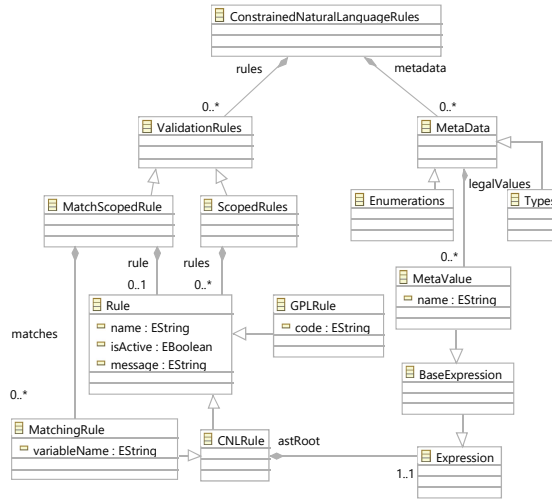 ConstrainedNaturalLanguageRules
rules
metadata
0..*
0..*
ValidationRules
MetaData
legalValues
MatchScopedRule
ScopedRules
Enumerations
Types
rule
rules
0..1
0..*
0..*
MetaValue
name : EString
Rule
name : EString
isActive : EBoolean
message : EString
GPLRule
code : EString
matches
0..*
BaseExpression
MatchingRule
variableName : EString
CNLRule
astRoot
1..1
Expression